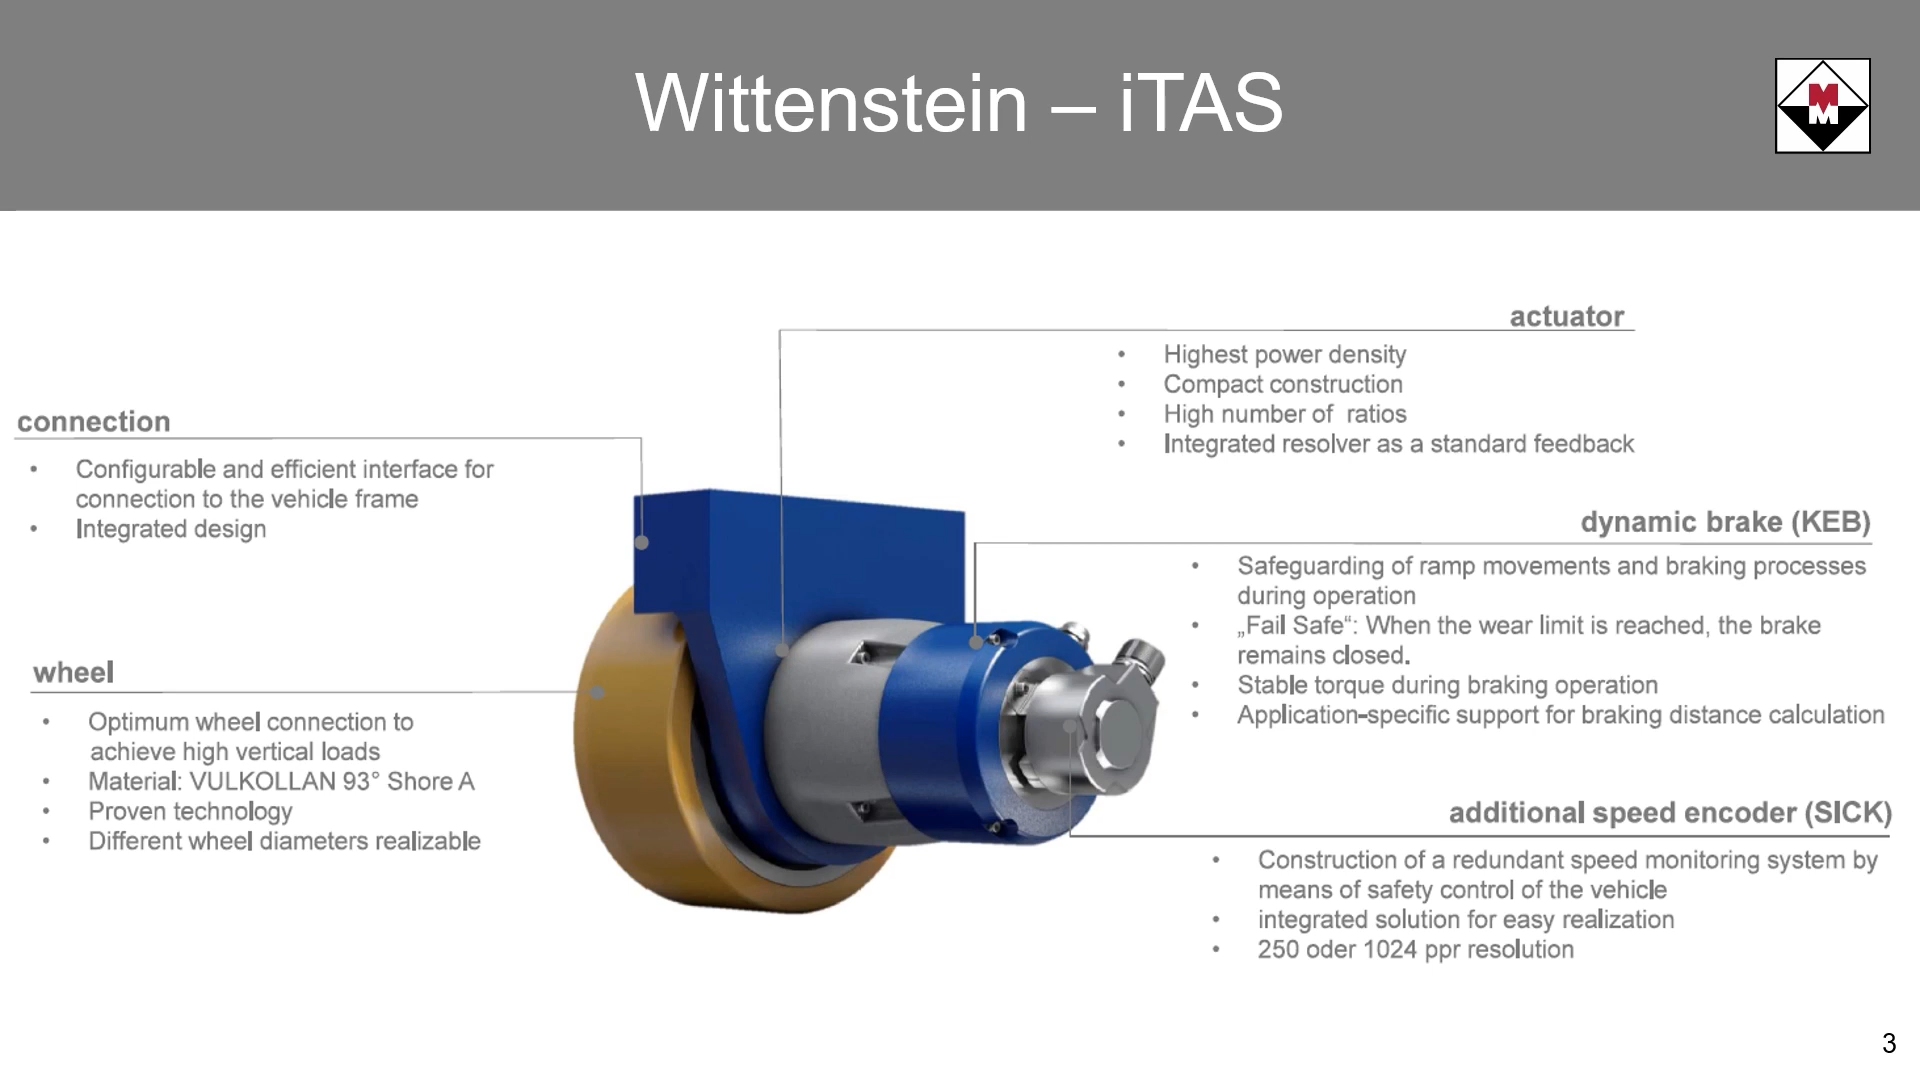 Wittenstein – iTAS
M
M
actuator
• Highest power density
• Compact construction
• High number of  ratios
• Integrated resolver as a standard feedback
connection
• Configurable and efficient interface for
connection to the vehicle frame
• Integrated design
dynamic brake (KEB)
• Safeguarding of ramp movements and braking processes
during operation
• „Fail Safe“: When the wear limit is reached, the brake
remains closed.
• Stable torque during braking operation
• Application-specific support for braking distance calculation
wheel
• Optimum wheel connection to
achieve high vertical loads
• Material: VULKOLLAN 93° Shore A
• Proven technology
• Different wheel diameters realizable
additional speed encoder (SICK)
• Construction of a redundant speed monitoring system by
means of safety control of the vehicle
• integrated solution for easy realization
• 250 oder 1024 ppr resolution
3